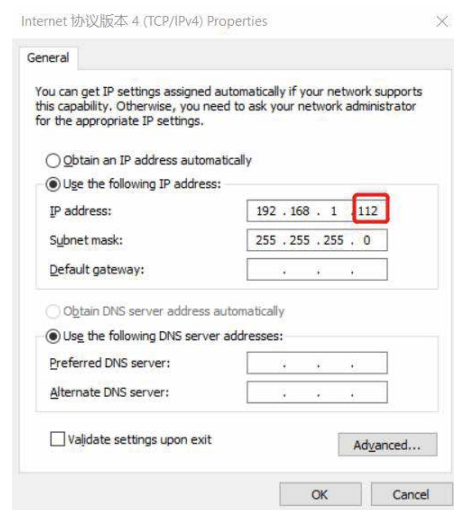 Internet 协议版本 4 (TCP/IPv4) Properties
General
You can get IP settings assigned automatically if your network supports
this capability. Otherwise, you need to ask your network administrator
for the appropriate IP settings.
Obtain an IP address automatically
Use the following IP address:
IP address: 192 . 168 . 1 . 112
Subnet mask: 255 . 255 . 255 . 0
Default gateway: . . .
Obtain DNS server address automatically
Use the following DNS server addresses:
Preferred DNS server: . . .
Alternate DNS server: . . .
Validate settings upon exit
Advanced...
OK Cancel